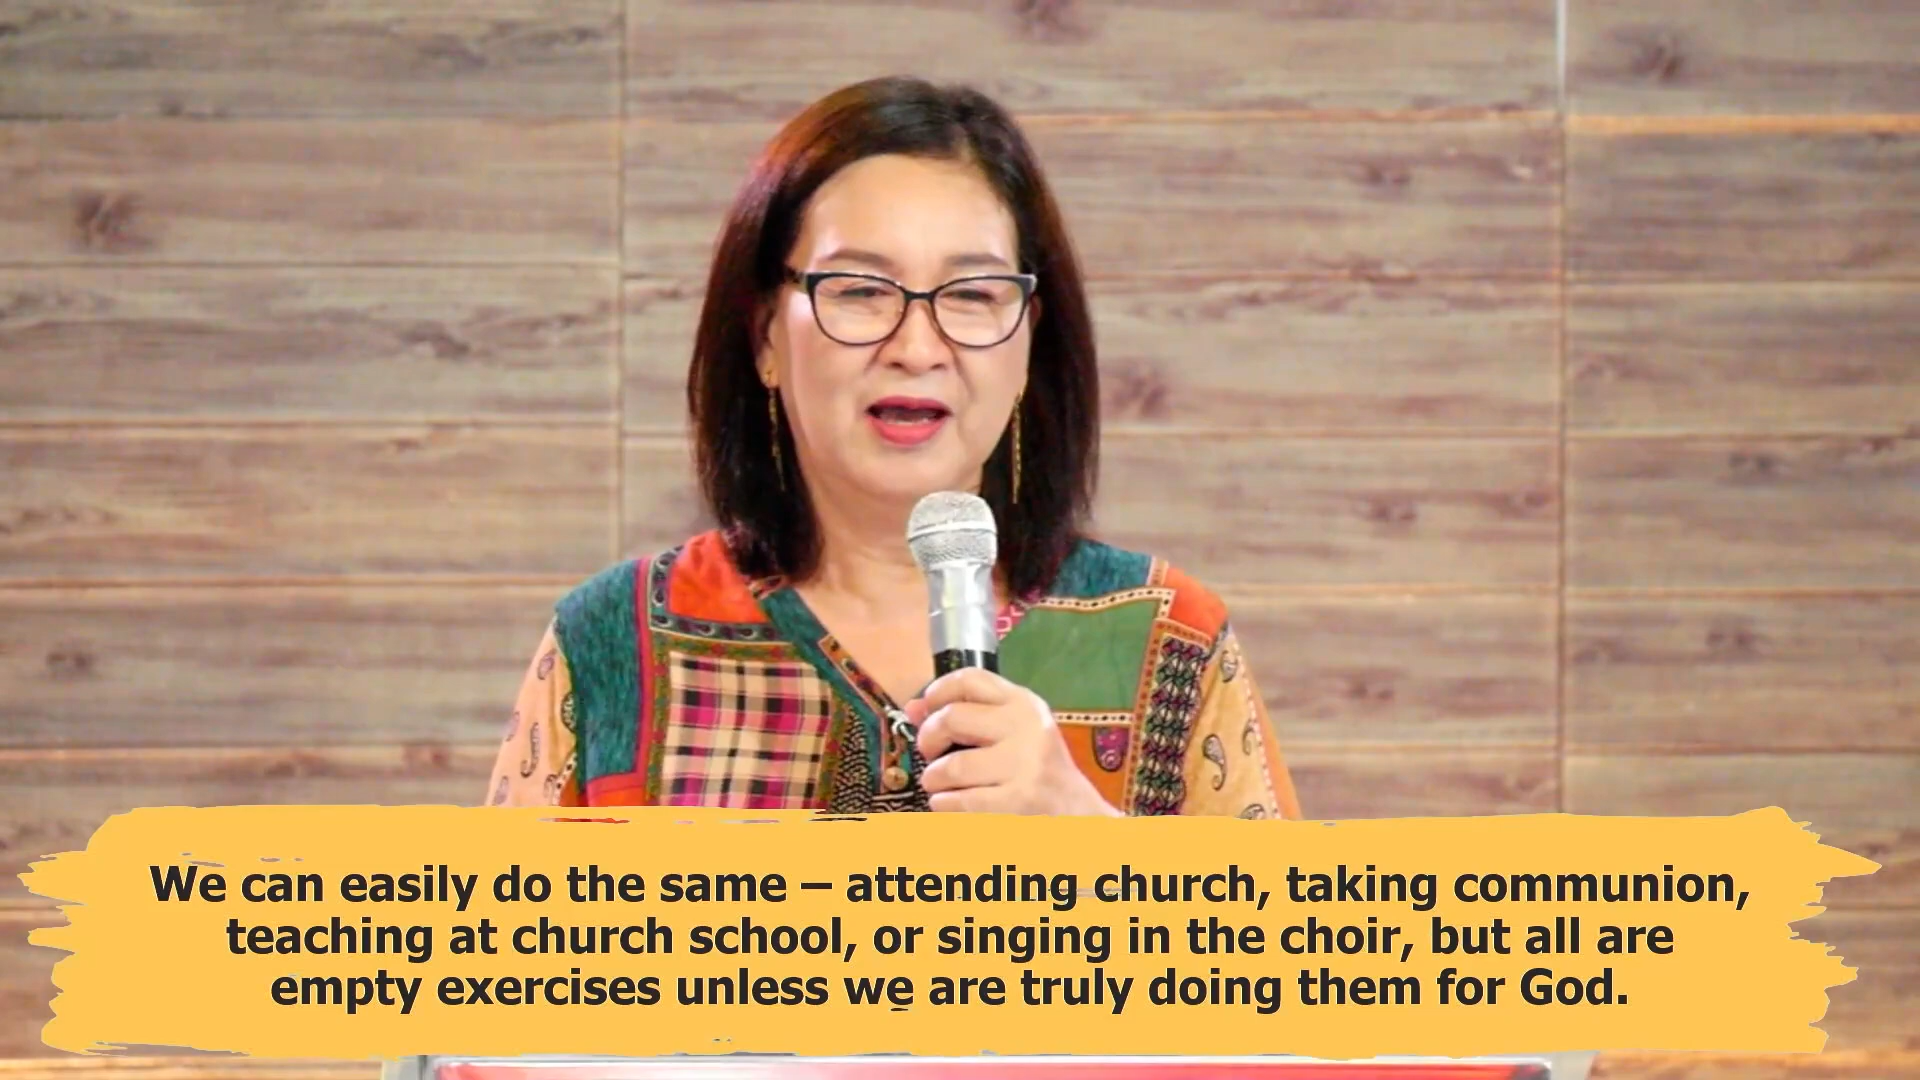 We can easily do the same – attending church, taking communion,
teaching at church school, or singing in the choir, but all are
empty exercises unless we are truly doing them for God.